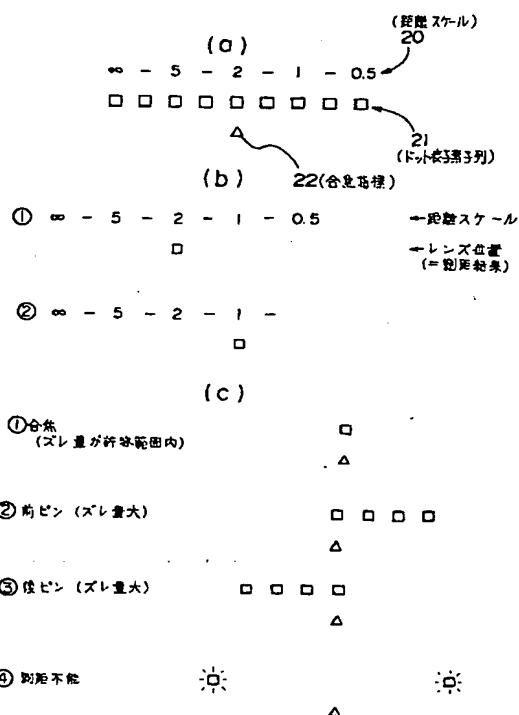 (距離スケール)
20
(a)
∞ - 5 - 2 - 1 - 0.5
21
(ドット表示素子列)
22(合焦指標)
(b)
① ∞ - 5 - 2 - 1 - 0.5 ←距離スケール
←レンズ位置
(=測距結果)
② ∞ - 5 - 2 - 1 -
(c)
①合焦
(ズレ量が許容範囲内)
②前ピン (ズレ量大)
③後ピン (ズレ量大)
④測距不能